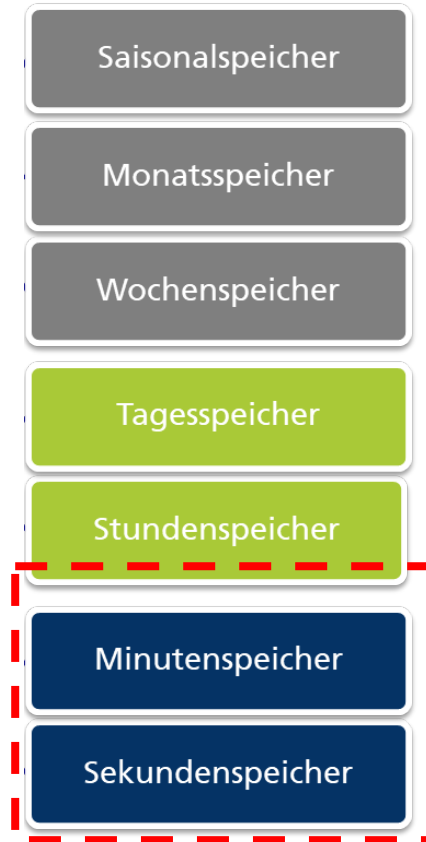 Saisonalspeicher
Monatsspeicher
Wochenspeicher
Tagesspeicher
Stundenspeicher
Minutenspeicher
Sekundenspeicher